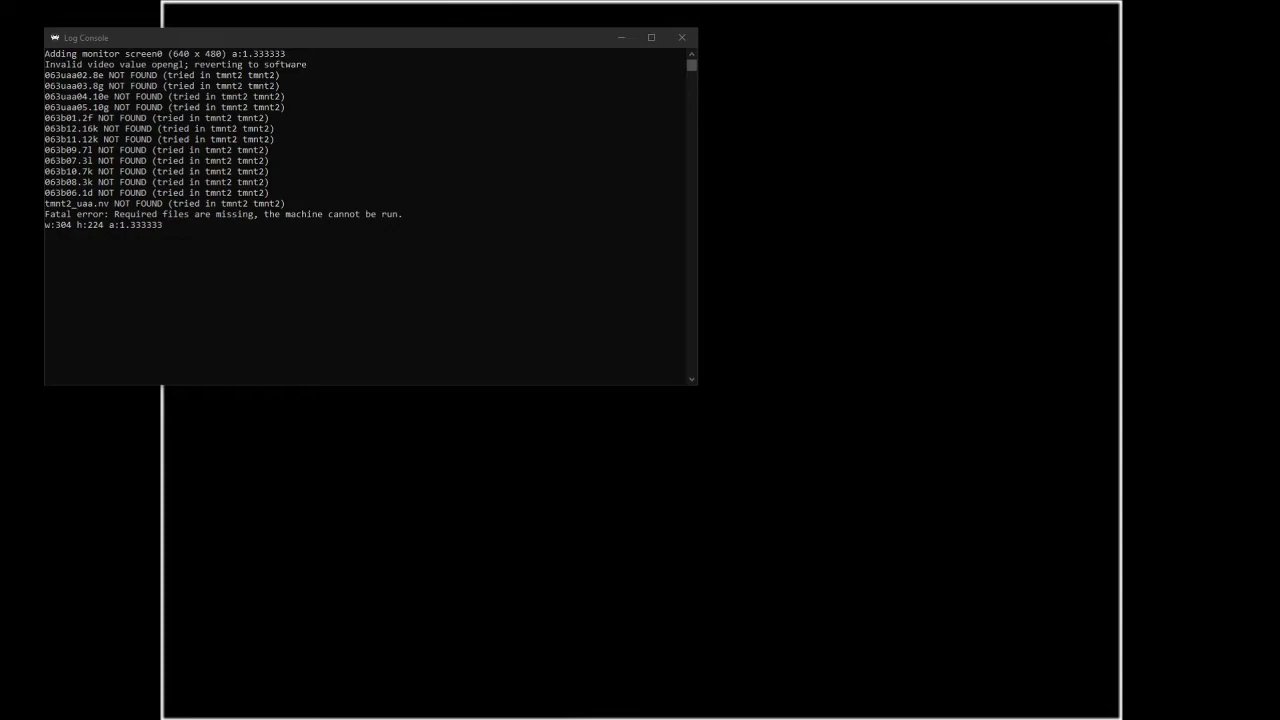 Log Console
Adding monitor screen0 (640 x 480) a:1.333333
Invalid video value opengl; reverting to software
063uaa02.8e NOT FOUND (tried in tmnt2 tmnt2)
063uaa03.8g NOT FOUND (tried in tmnt2 tmnt2)
063uaa04.10e NOT FOUND (tried in tmnt2 tmnt2)
063uaa05.10g NOT FOUND (tried in tmnt2 tmnt2)
063b01.2f NOT FOUND (tried in tmnt2 tmnt2)
063b12.16k NOT FOUND (tried in tmnt2 tmnt2)
063b11.12k NOT FOUND (tried in tmnt2 tmnt2)
063b09.7l NOT FOUND (tried in tmnt2 tmnt2)
063b07.3l NOT FOUND (tried in tmnt2 tmnt2)
063b10.7k NOT FOUND (tried in tmnt2 tmnt2)
063b08.3k NOT FOUND (tried in tmnt2 tmnt2)
063b06.1d NOT FOUND (tried in tmnt2 tmnt2)
tmnt2_uaa.nv NOT FOUND (tried in tmnt2 tmnt2)
Fatal error: Required files are missing, the machine cannot be run.
w:304 h:224 a:1.333333